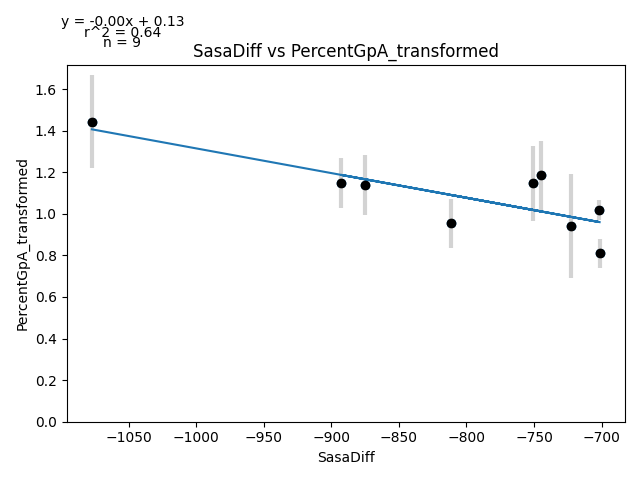 y = -0.00x + 0.13
r^2 = 0.64
n = 9
SasaDiff vs PercentGpA_transformed
PercentGpA_transformed
1.6
1.4
1.2
1.0
0.8
0.6
0.4
0.2
0.0
−1050 −1000 −950 −900 −850 −800 −750 −700
SasaDiff